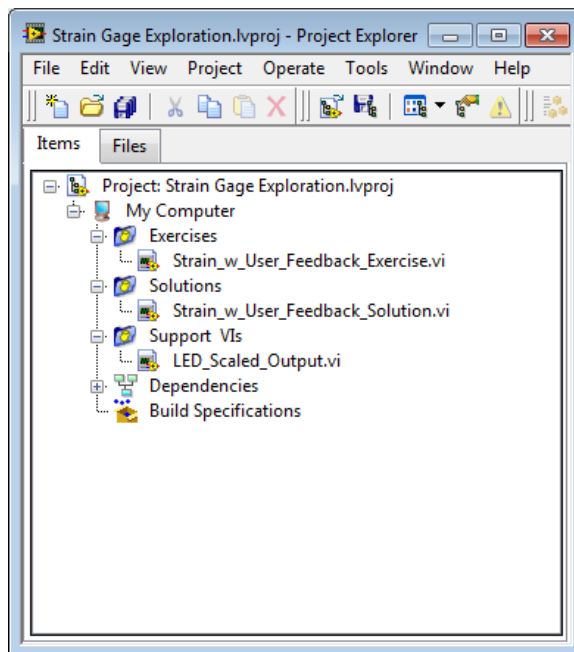 Strain Gage Exploration.lvproj - Project Explorer
File Edit View Project Operate Tools Window Help
Items Files
Project: Strain Gage Exploration.lvproj
My Computer
Exercises
Strain_w_User_Feedback_Exercise.vi
Solutions
Strain_w_User_Feedback_Solution.vi
Support VIs
LED_Scaled_Output.vi
Dependencies
Build Specifications